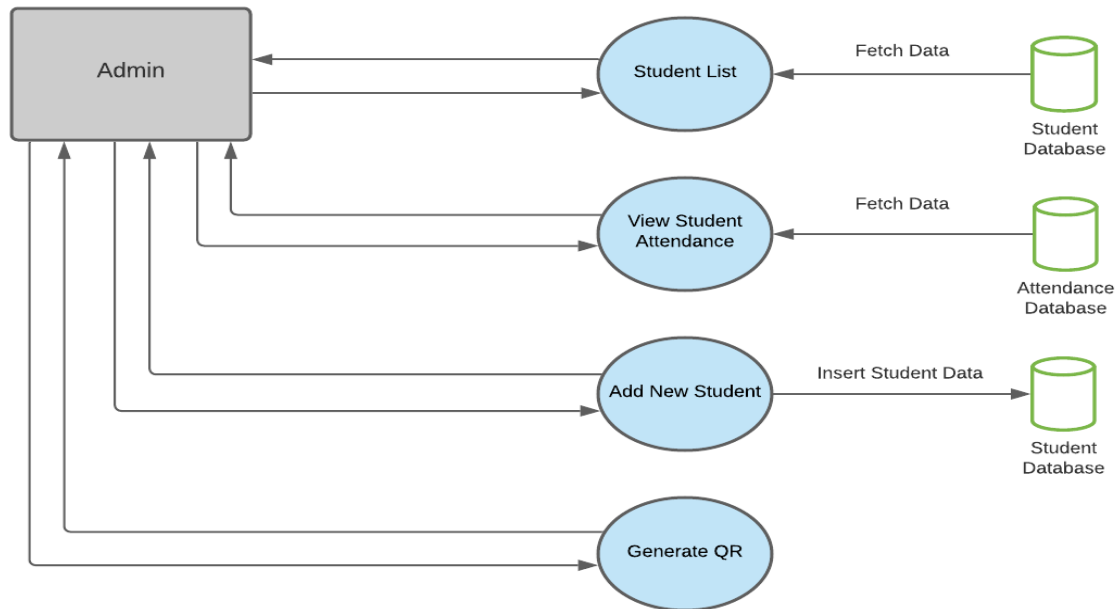 Admin
Student List
Fetch Data
Student
Database
View Student
Attendance
Fetch Data
Attendance
Database
Add New Student
Insert Student Data
Student
Database
Generate QR